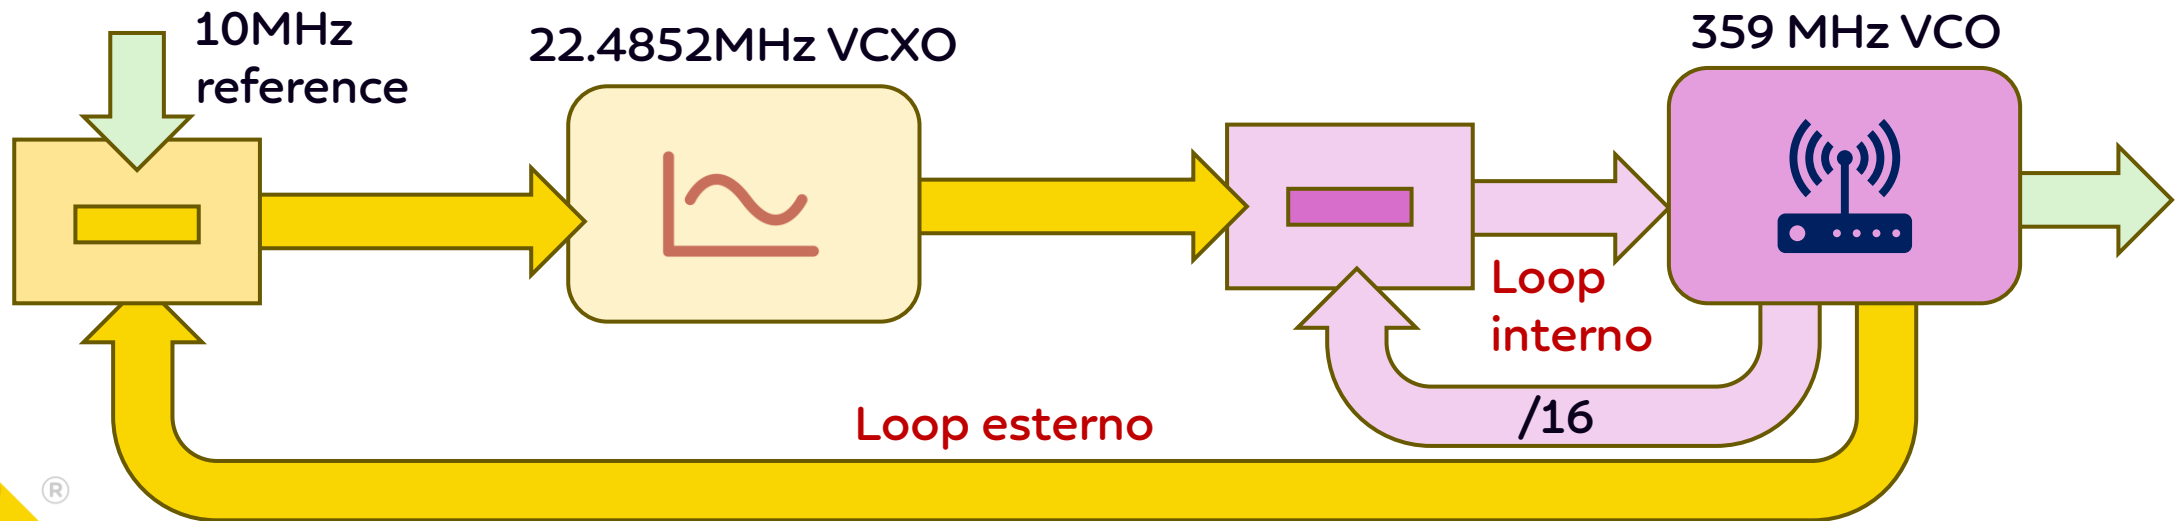 10MHz
reference
22.4852MHz VCXO
359 MHz VCO
Loop
interno
/16
Loop esterno
®